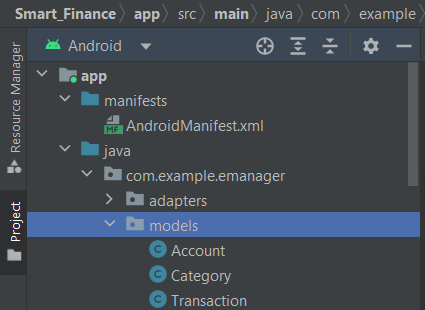 Smart_Finance app src main java com example
Resource Manager
Project
Android
app
manifests
MF AndroidManifest.xml
java
com.example.emanager
adapters
models
C Account
C Category
C Transaction